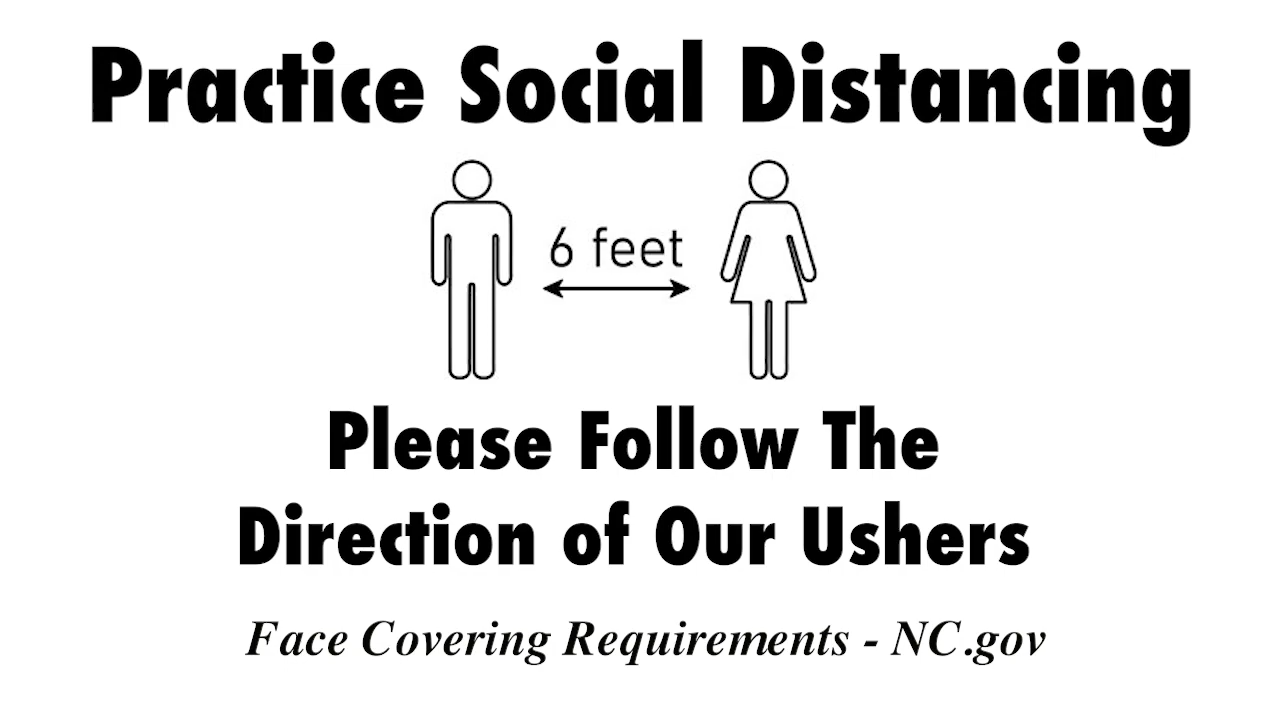 Practice Social Distancing
6 feet
Please Follow The
Direction of Our Ushers
Face Covering Requirements - NC.gov